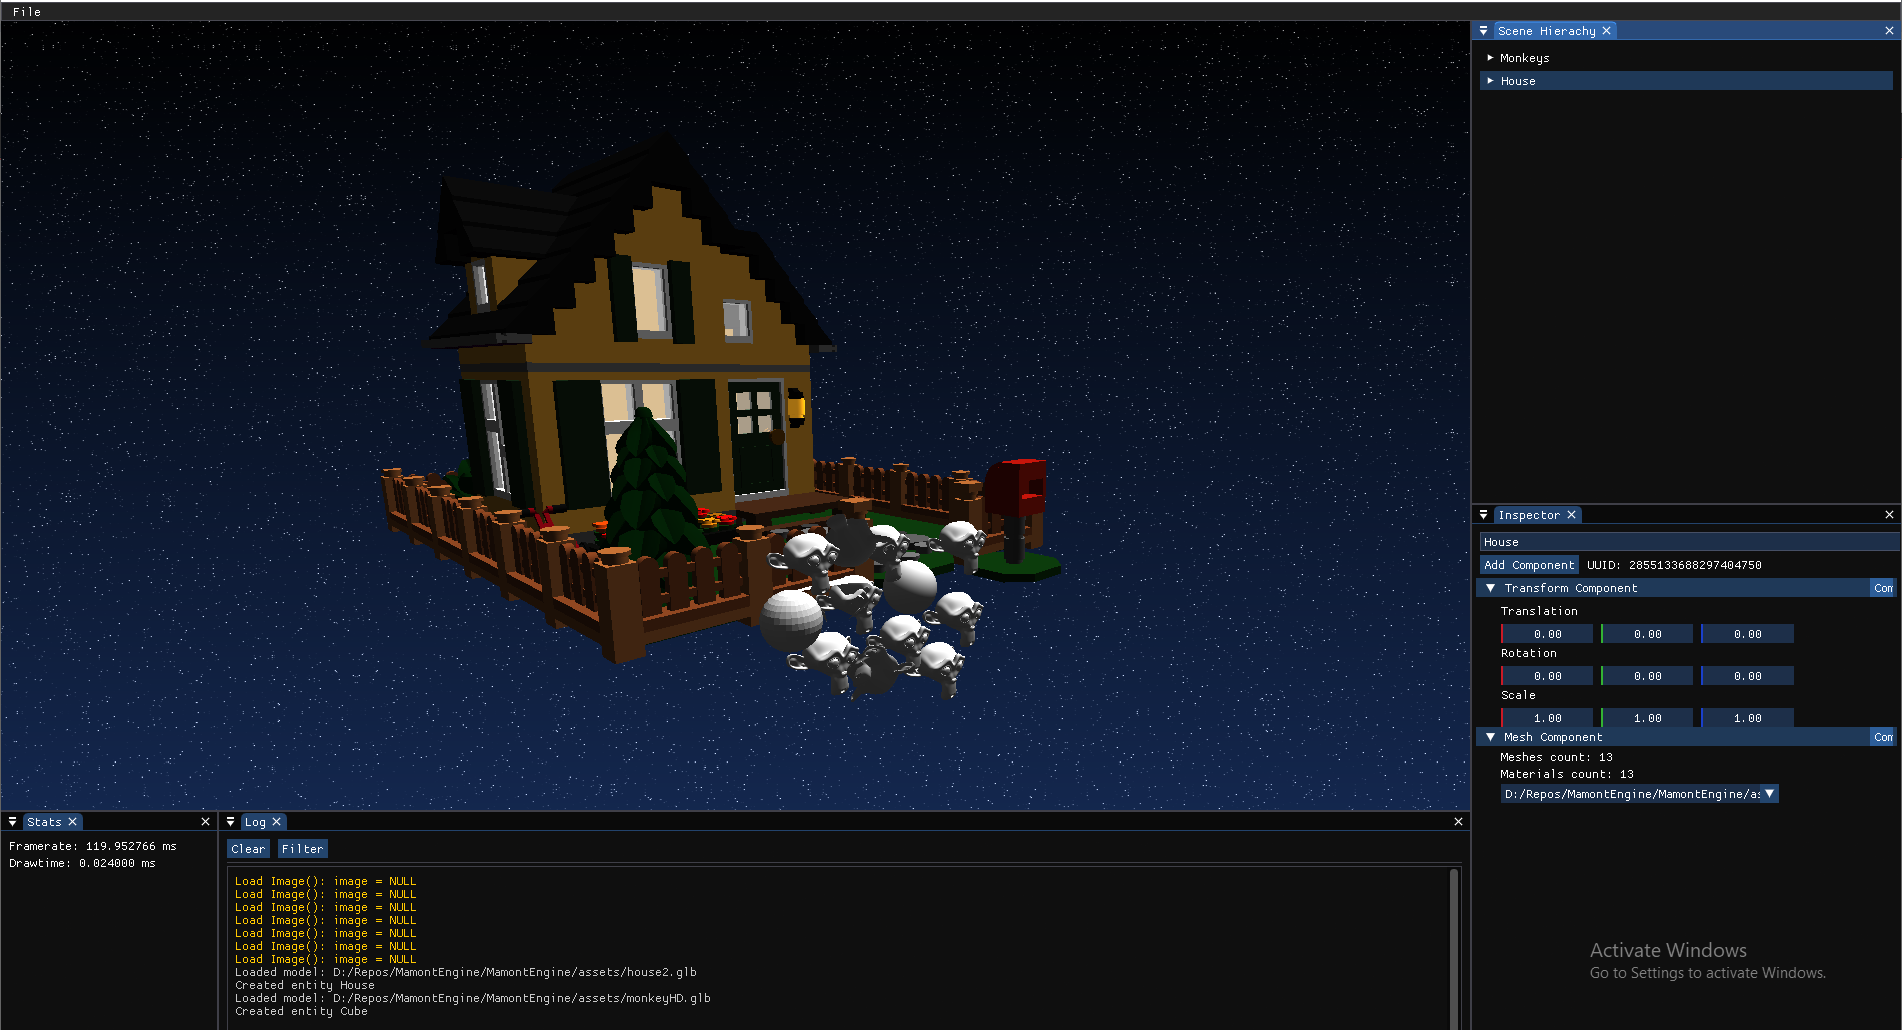 File
Scene Hierachy
Monkeys
House
Inspector
House
Add Component UUID: 2855133688297404750
Transform Component Com
Translation
0.00 0.00 0.00
Rotation
0.00 0.00 0.00
Scale
1.00 1.00 1.00
Mesh Component Com
Meshes count: 13
Materials count: 13
D:/Repos/MamontEngine/MamontEngine/as
Stats
Framerate: 119.952766 ms
Drawtime: 0.024000 ms
Log
Clear Filter
Load Image(): image = NULL
Load Image(): image = NULL
Load Image(): image = NULL
Load Image(): image = NULL
Load Image(): image = NULL
Load Image(): image = NULL
Load Image(): image = NULL
Loaded model: D:/Repos/MamontEngine/MamontEngine/assets/house2.glb
Created entity House
Loaded model: D:/Repos/MamontEngine/MamontEngine/assets/monkeyHD.glb
Created entity Cube
Activate Windows
Go to Settings to activate Windows.